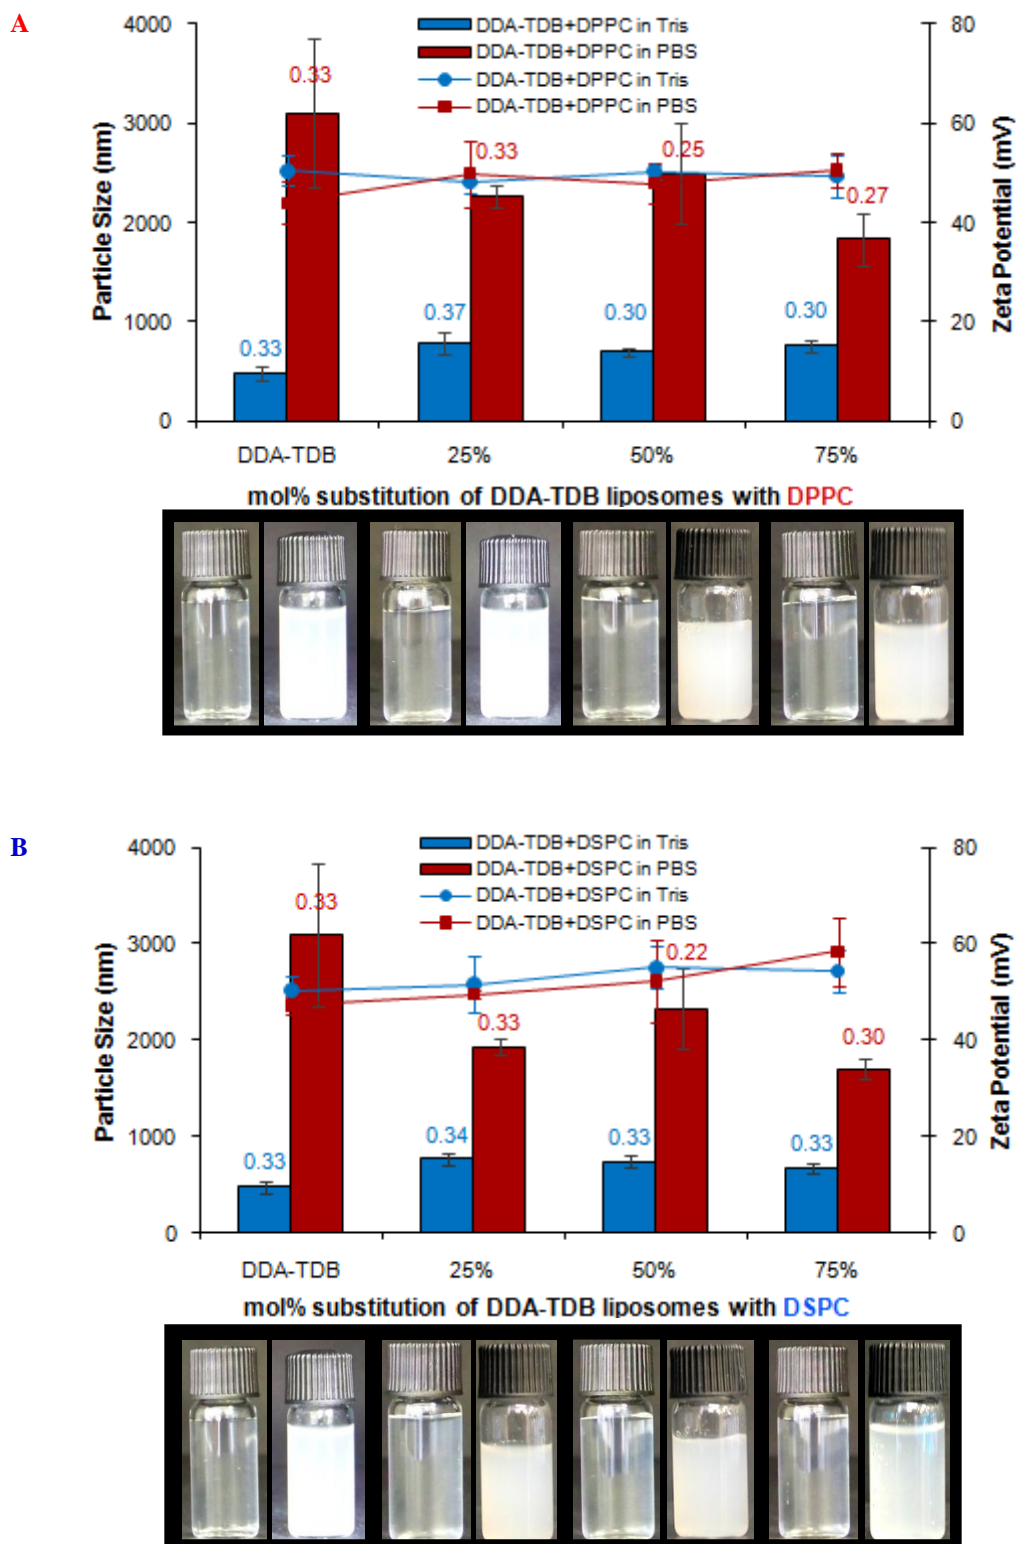 A
4000
3000
2000
1000
0
Particle Size (nm)
DDA-TDB+DPPC in Tris
DDA-TDB+DPPC in PBS
DDA-TDB+DPPC in Tris
DDA-TDB+DPPC in PBS
80
60
40
20
0
Zeta Potential (mV)
0.33
0.33
0.37
0.33
0.30
0.25
0.30
0.27
DDA-TDB 25% 50% 75%
mol% substitution of DDA-TDB liposomes with DPPC
B
4000
3000
2000
1000
0
Particle Size (nm)
DDA-TDB+DSPC in Tris
DDA-TDB+DSPC in PBS
DDA-TDB+DSPC in Tris
DDA-TDB+DSPC in PBS
80
60
40
20
0
Zeta Potential (mV)
0.33
0.33
0.34
0.33
0.33
0.22
0.33
0.30
DDA-TDB 25% 50% 75%
mol% substitution of DDA-TDB liposomes with DSPC